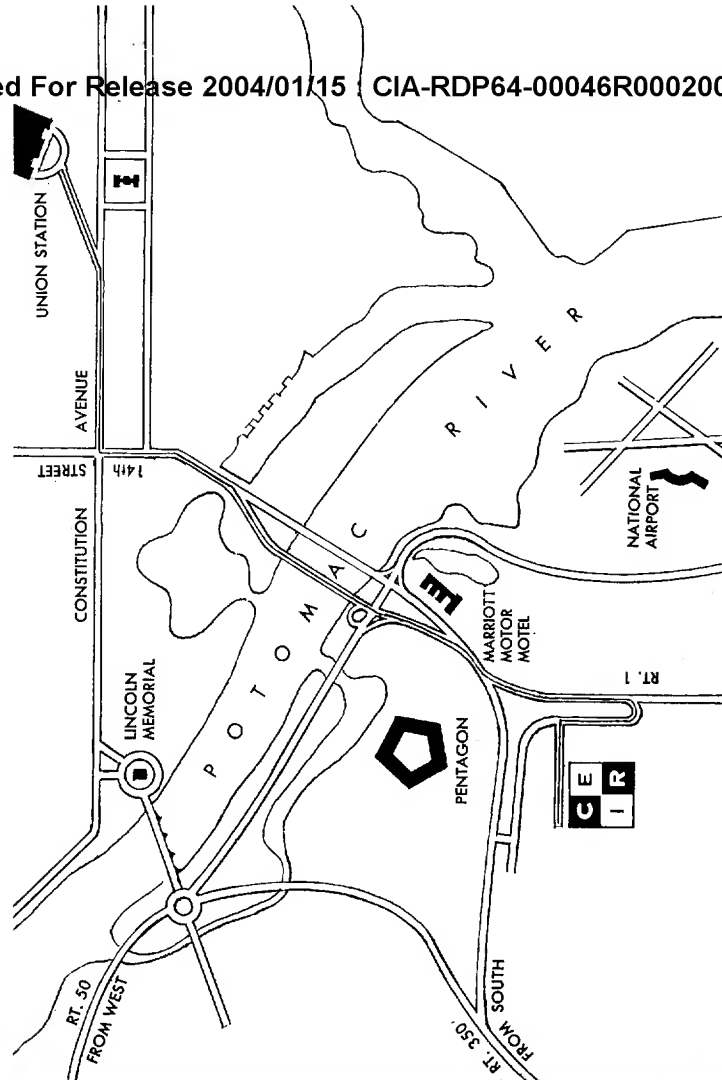 ed For Release 2004/01/15 : CIA-RDP64-00046R000200
UNION STATION
AVENUE
STREET
14th
CONSTITUTION
LINCOLN
MEMORIAL
POTOMAC
RIVER
NATIONAL
AIRPORT
MARRIOTT
MOTOR
MOTEL
RT. 1
PENTAGON
C E
I R
RT. 50
FROM WEST
RT. 350
FROM SOUTH